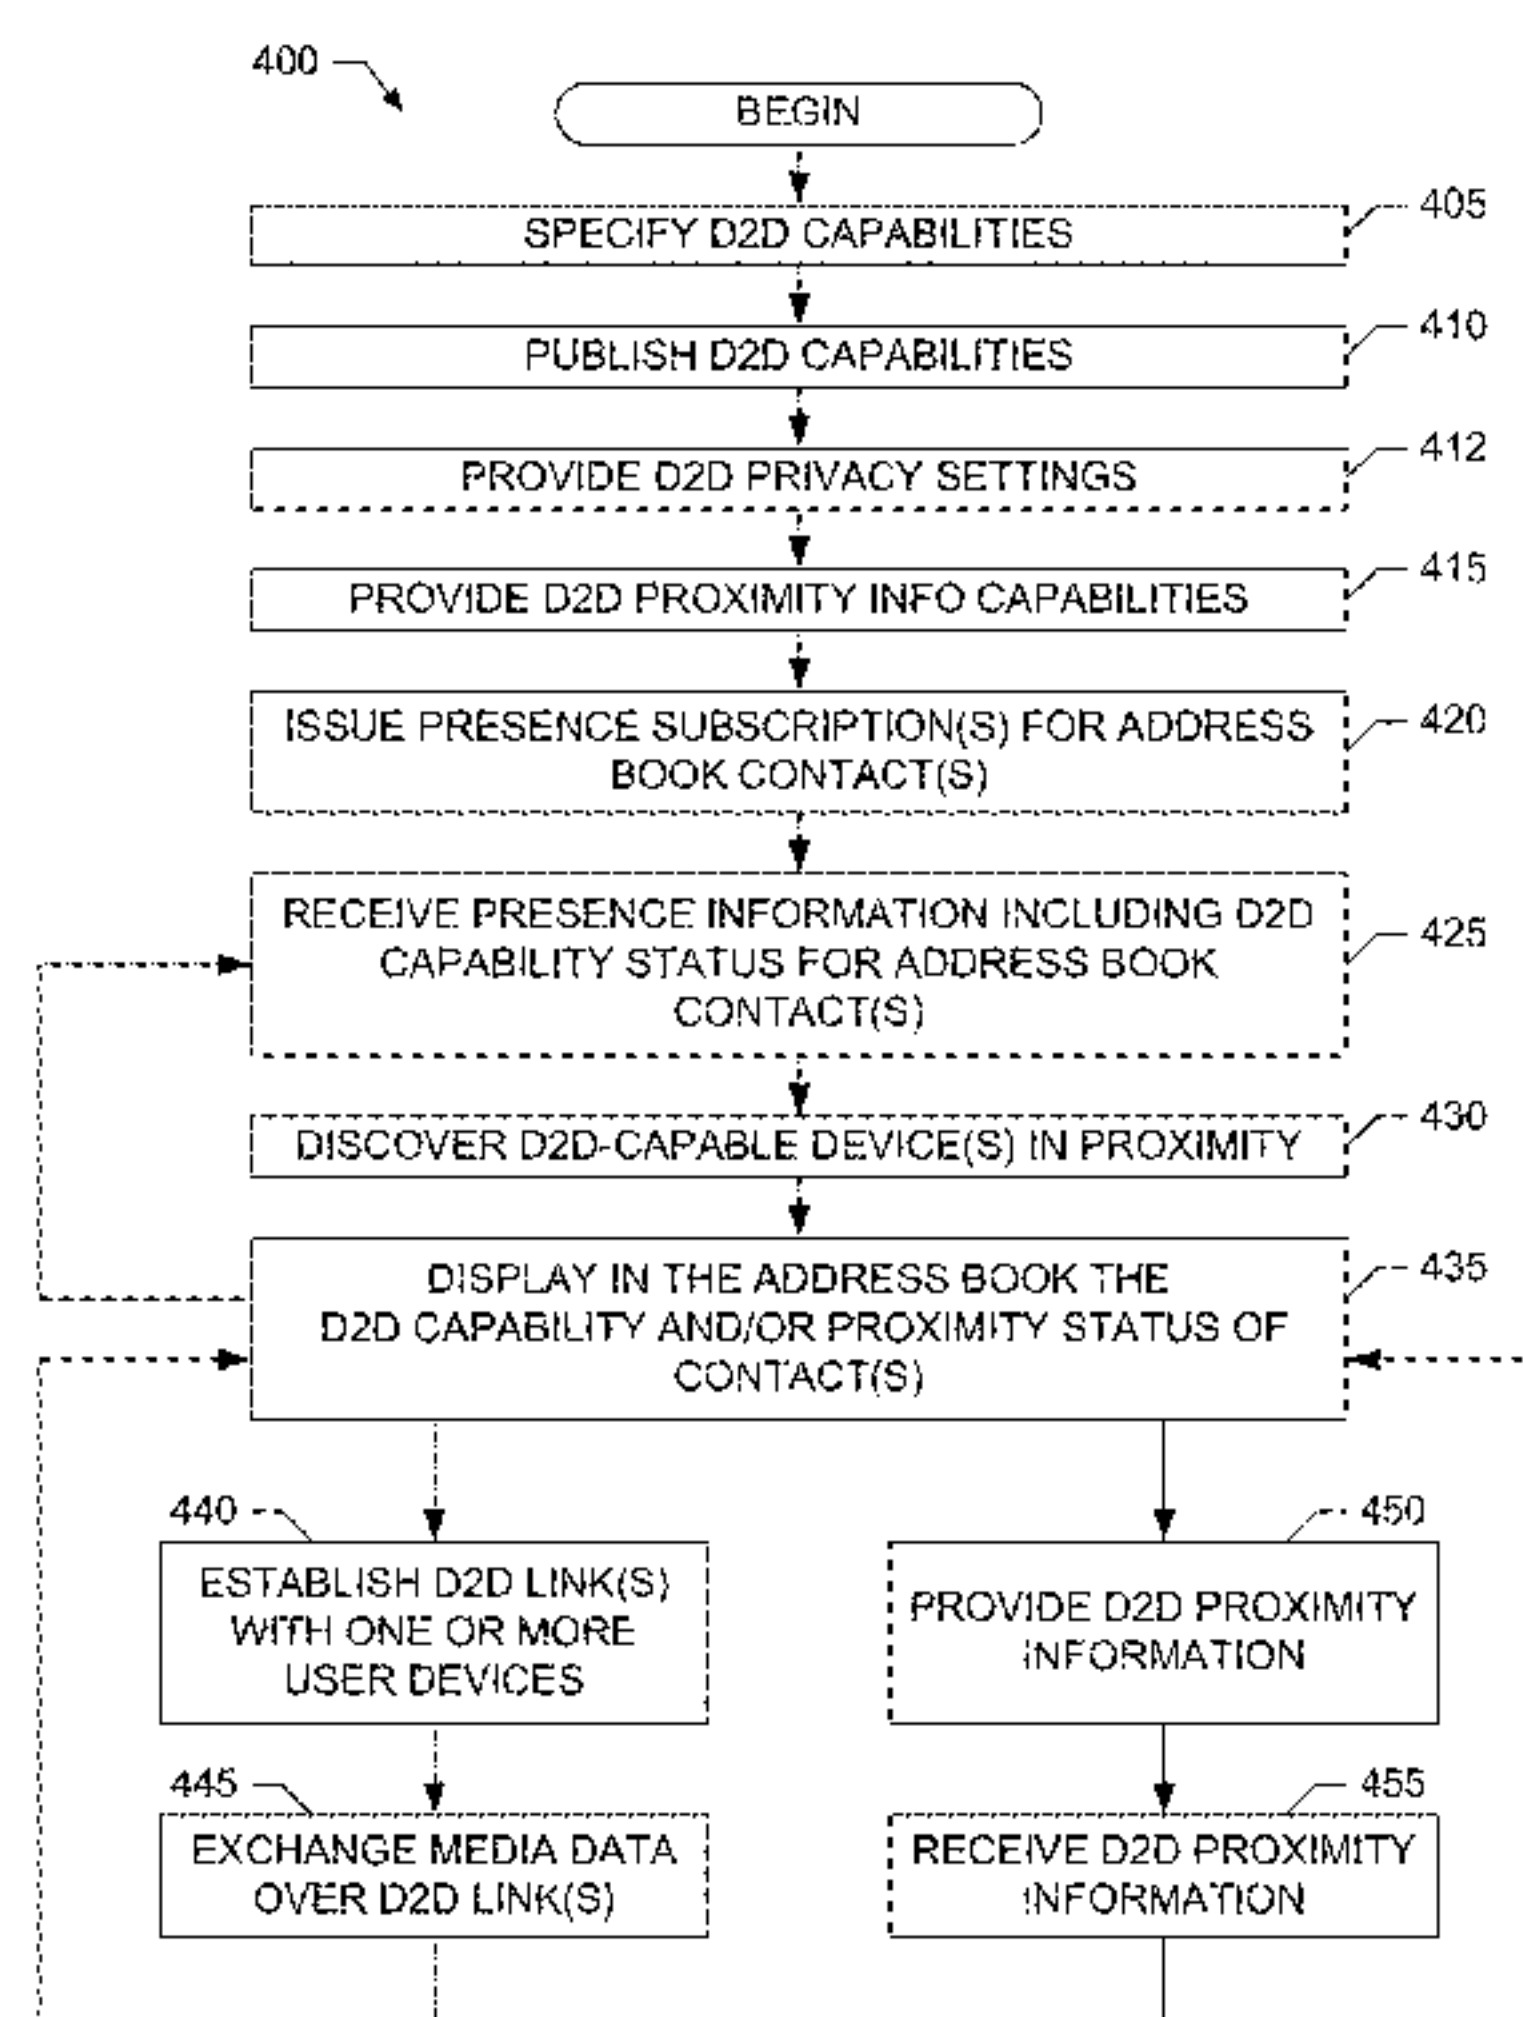 400
BEGIN
SPECIFY D2D CAPABILITIES
405
PUBLISH D2D CAPABILITIES
410
PROVIDE D2D PRIVACY SETTINGS
412
PROVIDE D2D PROXIMITY INFO CAPABILITIES
415
ISSUE PRESENCE SUBSCRIPTION(S) FOR ADDRESS
BOOK CONTACT(S)
420
RECEIVE PRESENCE INFORMATION INCLUDING D2D
CAPABILITY STATUS FOR ADDRESS BOOK
CONTACT(S)
425
DISCOVER D2D-CAPABLE DEVICE(S) IN PROXIMITY
430
DISPLAY IN THE ADDRESS BOOK THE
D2D CAPABILITY AND/OR PROXIMITY STATUS OF
CONTACT(S)
435
440
ESTABLISH D2D LINK(S)
WITH ONE OR MORE
USER DEVICES
450
PROVIDE D2D PROXIMITY
INFORMATION
445
EXCHANGE MEDIA DATA
OVER D2D LINK(S)
455
RECEIVE D2D PROXIMITY
INFORMATION